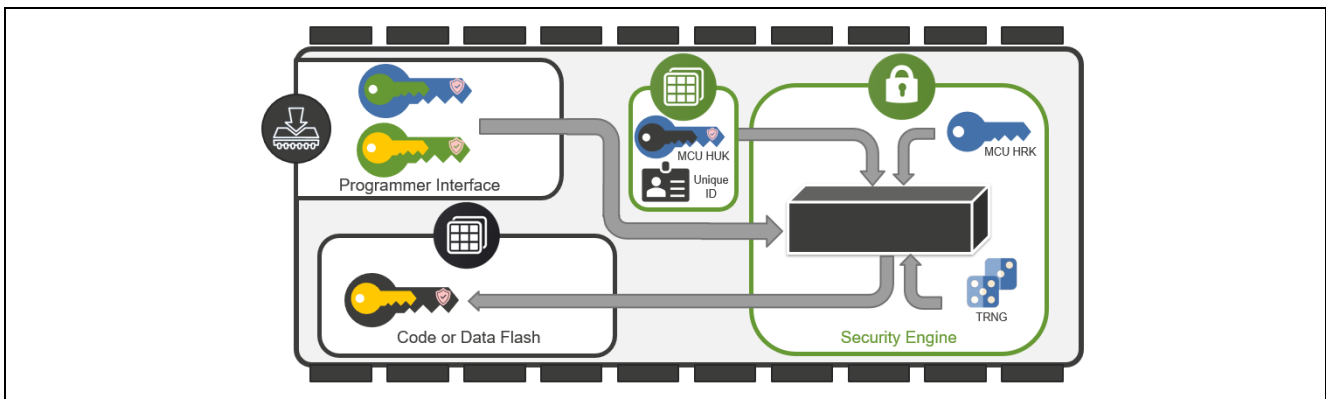 MCU HUK
MCU HRK
Unique
ID
Programmer Interface
TRNG
Code or Data Flash
Security Engine